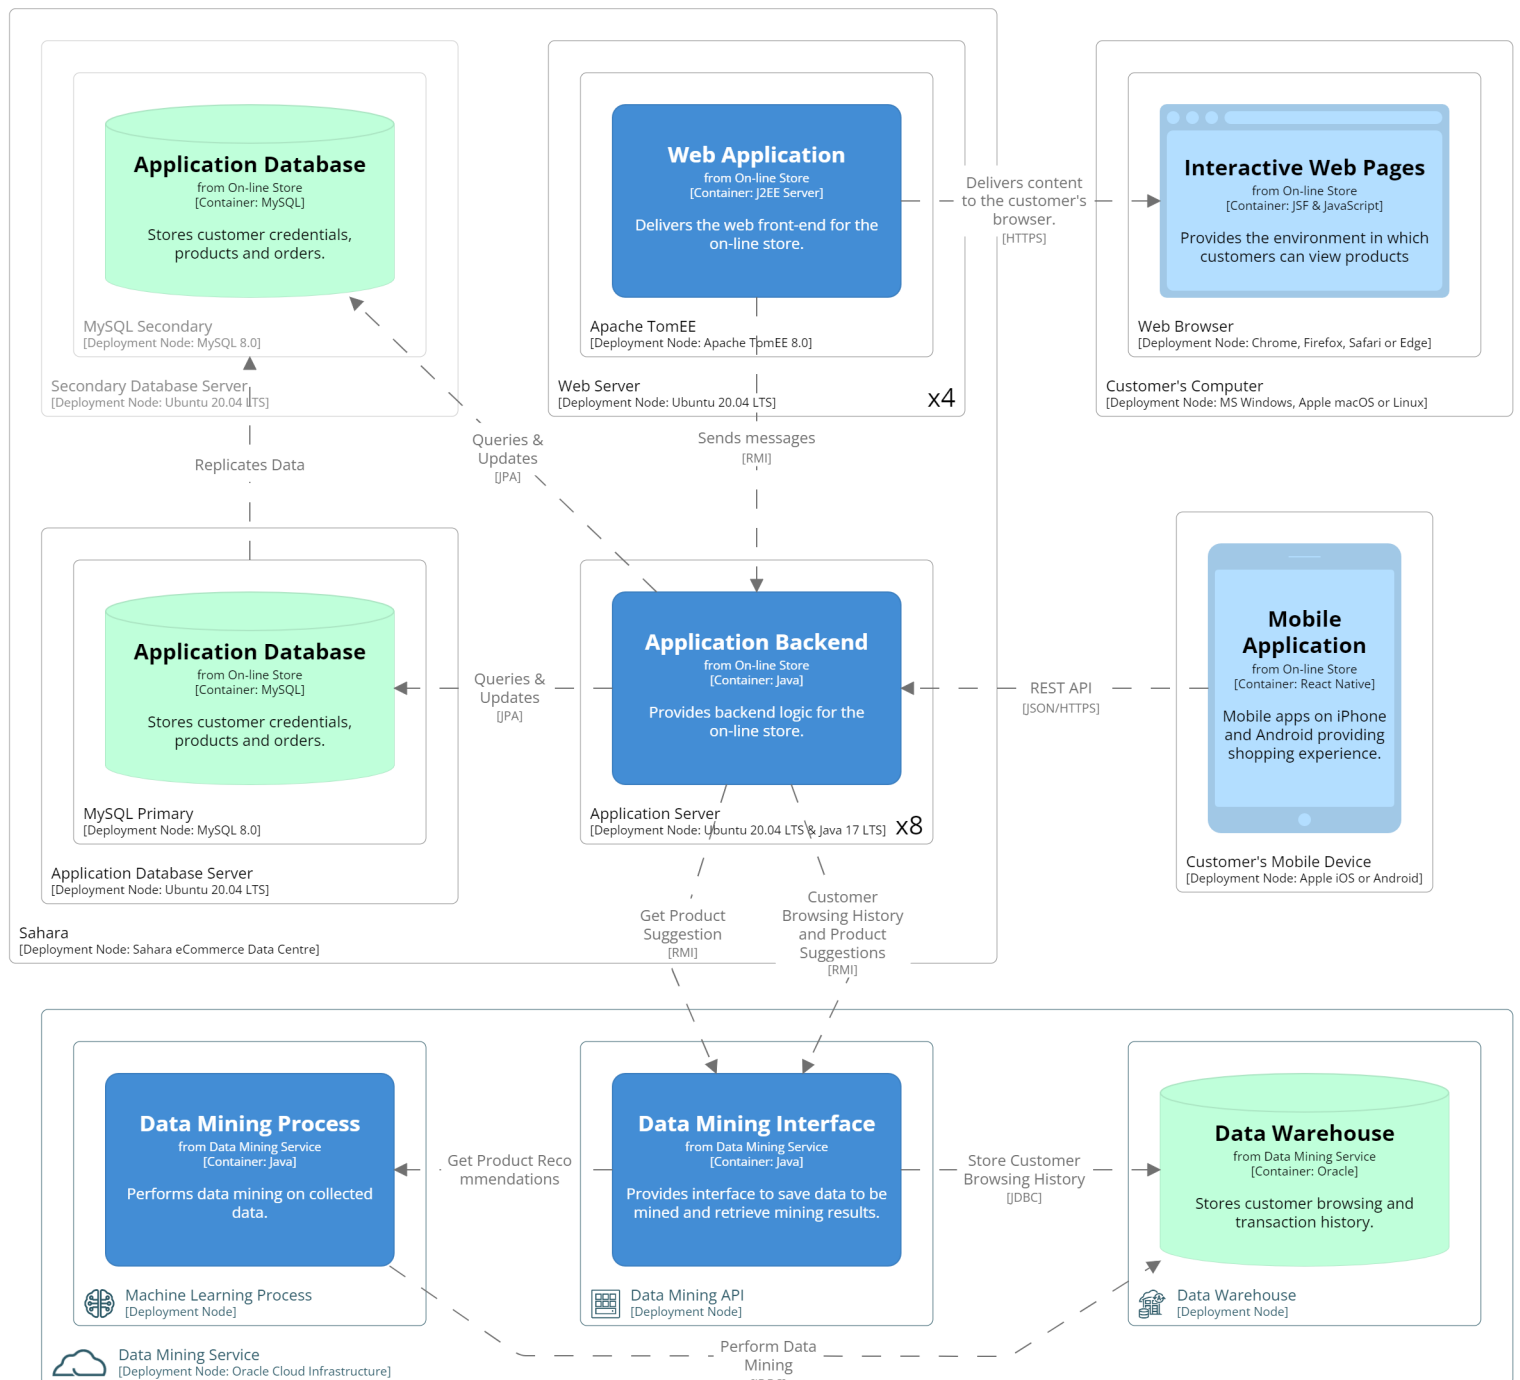 Application Database
from On-line Store
[Container: MySQL]
Stores customer credentials,
products and orders.
MySQL Secondary
[Deployment Node: MySQL 8.0]
Secondary Database Server
[Deployment Node: Ubuntu 20.04 LTS]
Web Application
from On-line Store
[Container: J2EE Server]
Delivers the web front-end for the
on-line store.
Apache TomEE
[Deployment Node: Apache TomEE 8.0]
Web Server
[Deployment Node: Ubuntu 20.04 LTS]
x4
Delivers content
to the customer's
browser.
[HTTPS]
Interactive Web Pages
from On-line Store
[Container: JSF & JavaScript]
Provides the environment in which
customers can view products
Web Browser
[Deployment Node: Chrome, Firefox, Safari or Edge]
Customer's Computer
[Deployment Node: MS Windows, Apple macOS or Linux]
Replicates Data
Queries &
Updates
[JPA]
Sends messages
[RMI]
Application Database
from On-line Store
[Container: MySQL]
Stores customer credentials,
products and orders.
MySQL Primary
[Deployment Node: MySQL 8.0]
Application Database Server
[Deployment Node: Ubuntu 20.04 LTS]
Queries &
Updates
[JPA]
Application Backend
from On-line Store
[Container: Java]
Provides backend logic for the
on-line store.
Application Server
[Deployment Node: Ubuntu 20.04 LTS & Java 17 LTS]
x8
REST API
[JSON/HTTPS]
Mobile
Application
from On-line Store
[Container: React Native]
Mobile apps on iPhone
and Android providing
shopping experience.
Customer's Mobile Device
[Deployment Node: Apple iOS or Android]
Sahara
[Deployment Node: Sahara eCommerce Data Centre]
Get Product
Suggestion
[RMI]
Customer
Browsing History
and Product
Suggestions
[RMI]
Data Mining Process
from Data Mining Service
[Container: Java]
Performs data mining on collected
data.
Machine Learning Process
[Deployment Node]
Get Product Reco
mmendations
Data Mining Interface
from Data Mining Service
[Container: Java]
Provides interface to save data to be
mined and retrieve mining results.
Data Mining API
[Deployment Node]
Store Customer
Browsing History
[JDBC]
Data Warehouse
from Data Mining Service
[Container: Oracle]
Stores customer browsing and
transaction history.
Data Warehouse
[Deployment Node]
Perform Data
Mining
Data Mining Service
[Deployment Node: Oracle Cloud Infrastructure]